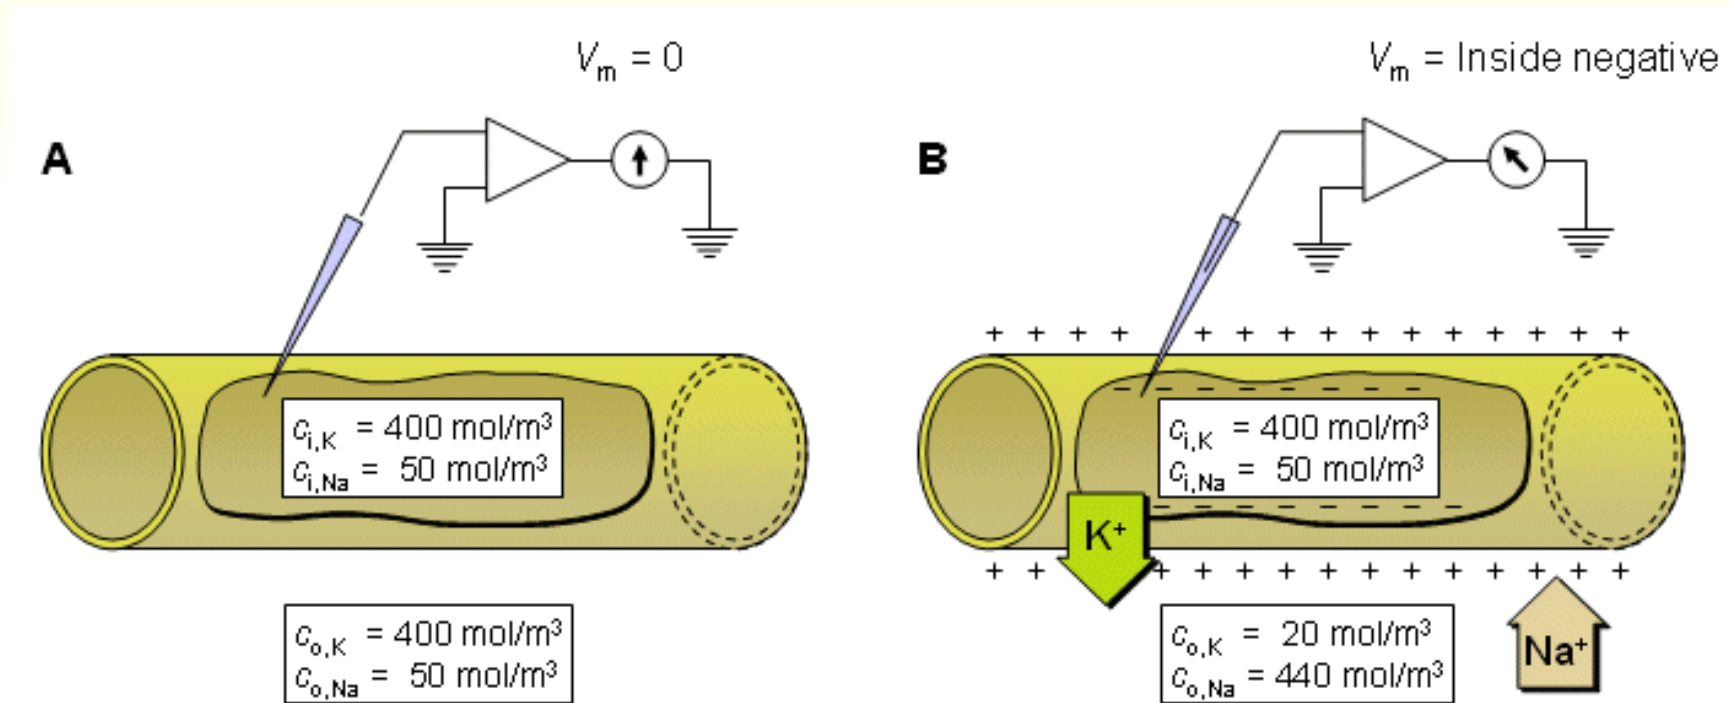 Vm = 0
A
ci,K = 400 mol/m³
ci,Na = 50 mol/m³
co,K = 400 mol/m³
co,Na = 50 mol/m³
Vm = Inside negative
B
+ + + + + + + + + + + + + + +
– – – – – – – –
ci,K = 400 mol/m³
ci,Na = 50 mol/m³
– – – – – – – –
K⁺
+ + + + + + + + + + + + + +
co,K = 20 mol/m³
co,Na = 440 mol/m³
Na⁺